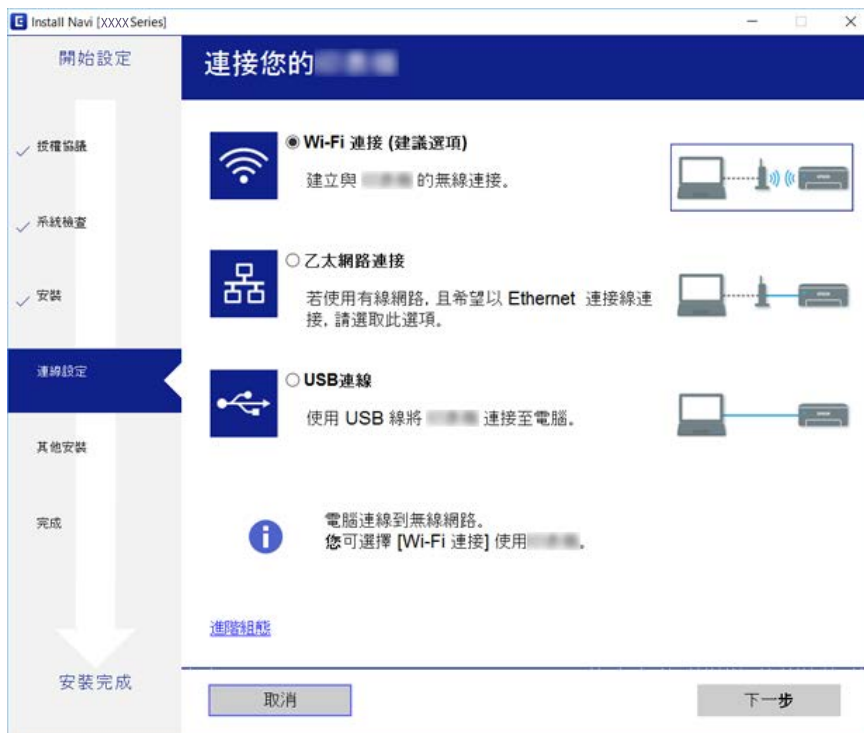 Install Navi [XXXX Series]
開始設定
授權協議
系統檢查
安裝
連線設定
其他安裝
完成
安裝完成
連接您的
Wi-Fi 連接 (建議選項)
建立與 的無線連接。
乙太網路連接
若使用有線網路, 且希望以 Ethernet 連接線連
接, 請選取此選項。
USB連線
使用 USB 線將 連接至電腦。
電腦連線到無線網路。
您可選擇 [Wi-Fi 連接] 使用 。
進階組態
取消
下一步